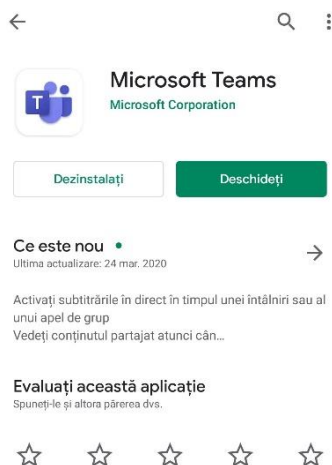 Microsoft Teams
Microsoft Corporation
T
Dezinstalați
Deschideți
Ce este nou
Ultima actualizare: 24 mar. 2020
Activați subtitrările în direct în timpul unei întâlniri sau al
unui apel de grup
Vedeți conținutul partajat atunci cân...
Evaluați această aplicație
Spuneți-le și altora părerea dvs.